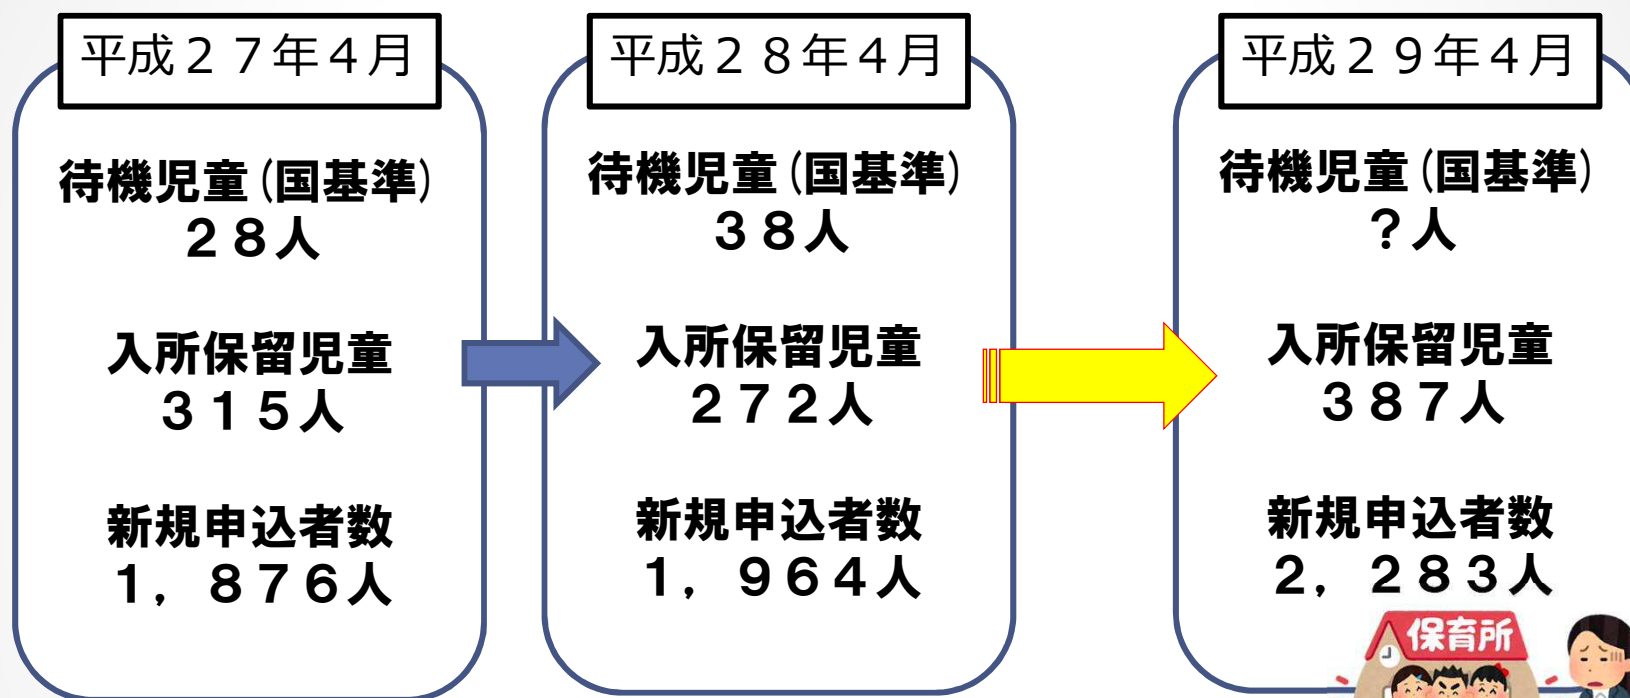 平成２７年４月
待機児童(国基準)
２８人
入所保留児童
３１５人
新規申込者数
１，８７６人
平成２８年４月
待機児童(国基準)
３８人
入所保留児童
２７２人
新規申込者数
１，９６４人
平成２９年４月
待機児童(国基準)
？人
入所保留児童
３８７人
新規申込者数
２，２８３人
保育所